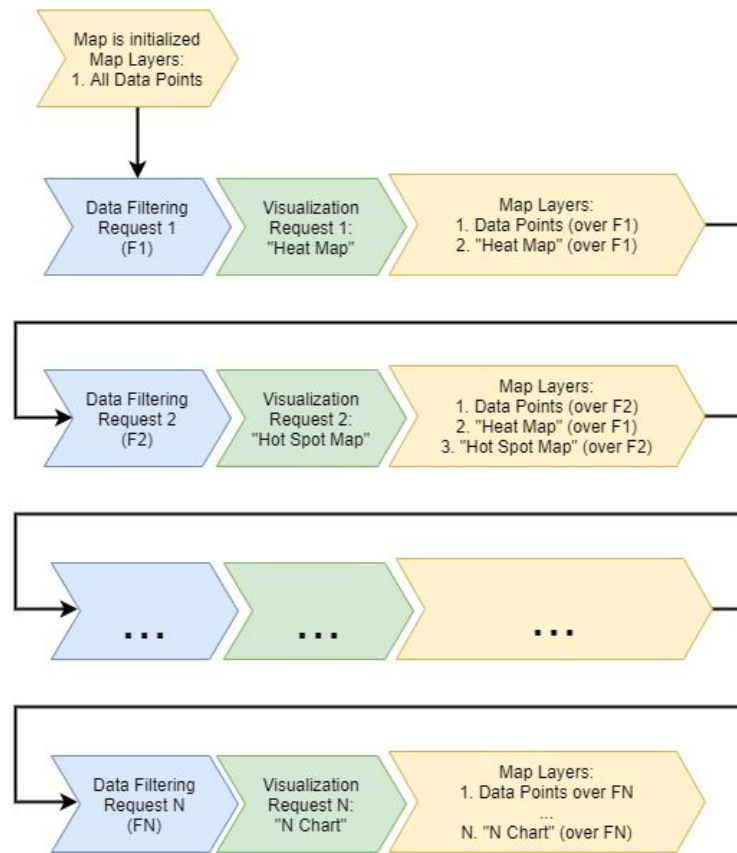 Map is initialized
Map Layers:
1. All Data Points
Data Filtering
Request 1
(F1)
Visualization
Request 1:
"Heat Map"
Map Layers:
1. Data Points (over F1)
2. "Heat Map" (over F1)
Data Filtering
Request 2
(F2)
Visualization
Request 2:
"Hot Spot Map"
Map Layers:
1. Data Points (over F2)
2. "Heat Map" (over F1)
3. "Hot Spot Map" (over F2)
...
...
...
Data Filtering
Request N
(FN)
Visualization
Request N:
"N Chart"
Map Layers:
1. Data Points over FN
...
N. "N Chart" (over FN)